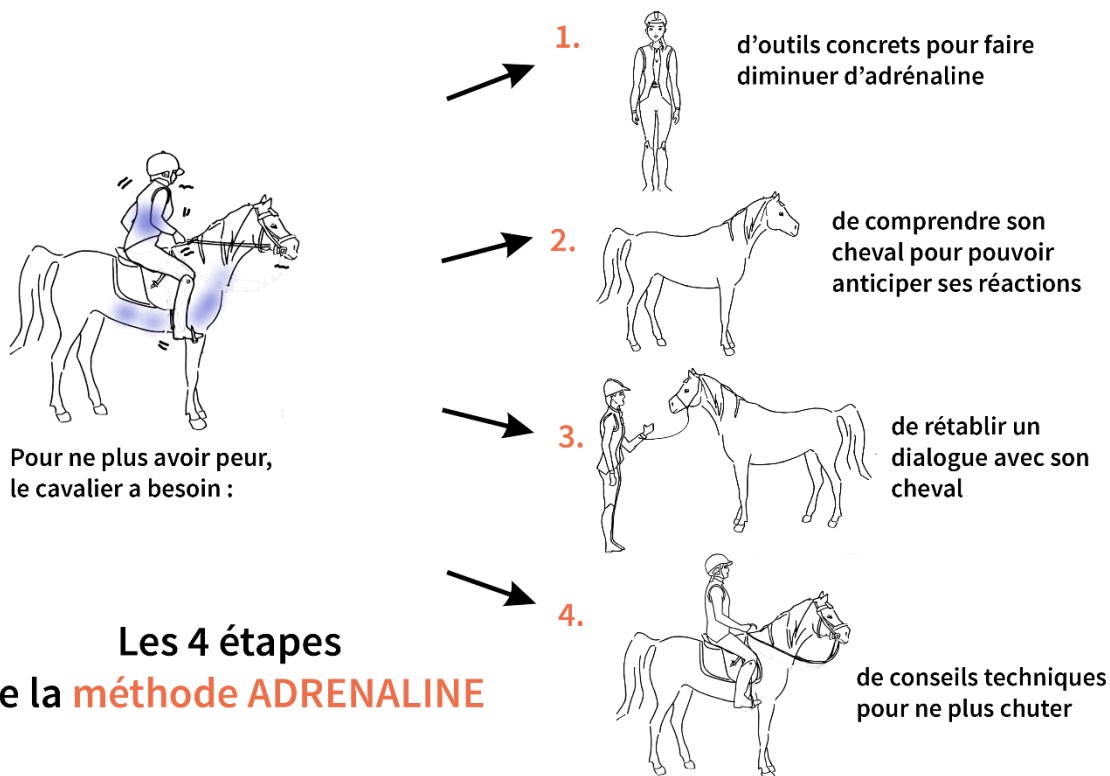 1.
d'outils concrets pour faire
diminuer d'adrénaline
2.
de comprendre son
cheval pour pouvoir
anticiper ses réactions
Pour ne plus avoir peur,
le cavalier a besoin :
3.
de rétablir un
dialogue avec son
cheval
4.
de conseils techniques
pour ne plus chuter
Les 4 étapes
e la méthode ADRENALINE